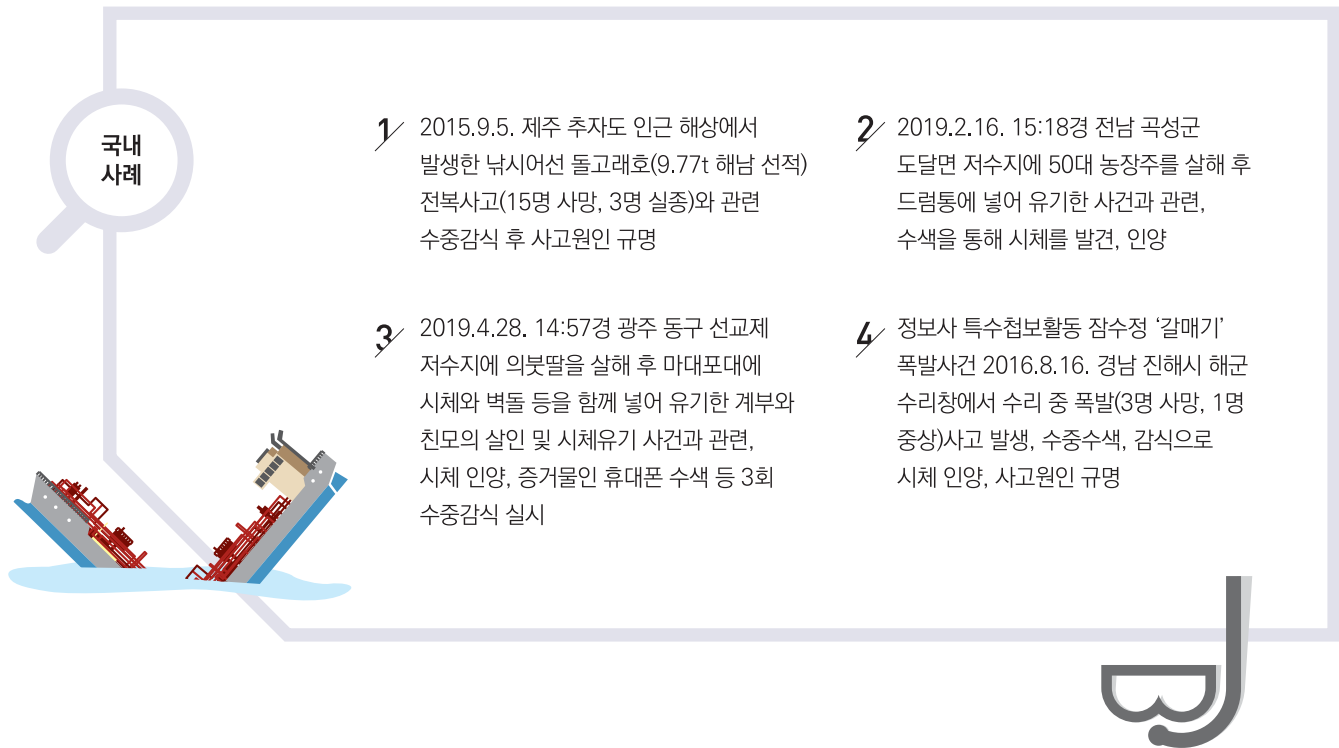 국내
사례
1
2015.9.5. 제주 추자도 인근 해상에서
발생한 낚시어선 돌고래호(9.77t 해남 선적)
전복사고(15명 사망, 3명 실종)와 관련
수중감식 후 사고원인 규명
2
2019.2.16. 15:18경 전남 곡성군
도달면 저수지에 50대 농장주를 살해 후
드럼통에 넣어 유기한 사건과 관련,
수색을 통해 시체를 발견, 인양
3
2019.4.28. 14:57경 광주 동구 선교제
저수지에 의붓딸을 살해 후 마대포대에
시체와 벽돌 등을 함께 넣어 유기한 계부와
친모의 살인 및 시체유기 사건과 관련,
시체 인양, 증거물인 휴대폰 수색 등 3회
수중감식 실시
4
정보사 특수첩보활동 잠수정 ‘갈매기’
폭발사건 2016.8.16. 경남 진해시 해군
수리창에서 수리 중 폭발(3명 사망, 1명
중상)사고 발생, 수중수색, 감식으로
시체 인양, 사고원인 규명